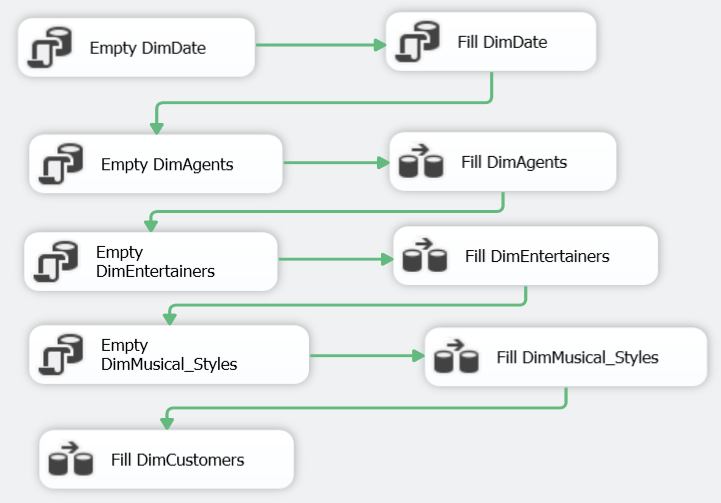 Empty DimDate
Fill DimDate
Empty DimAgents
Fill DimAgents
Empty
DimEntertainers
Fill DimEntertainers
Empty
DimMusical_Styles
Fill DimMusical_Styles
Fill DimCustomers